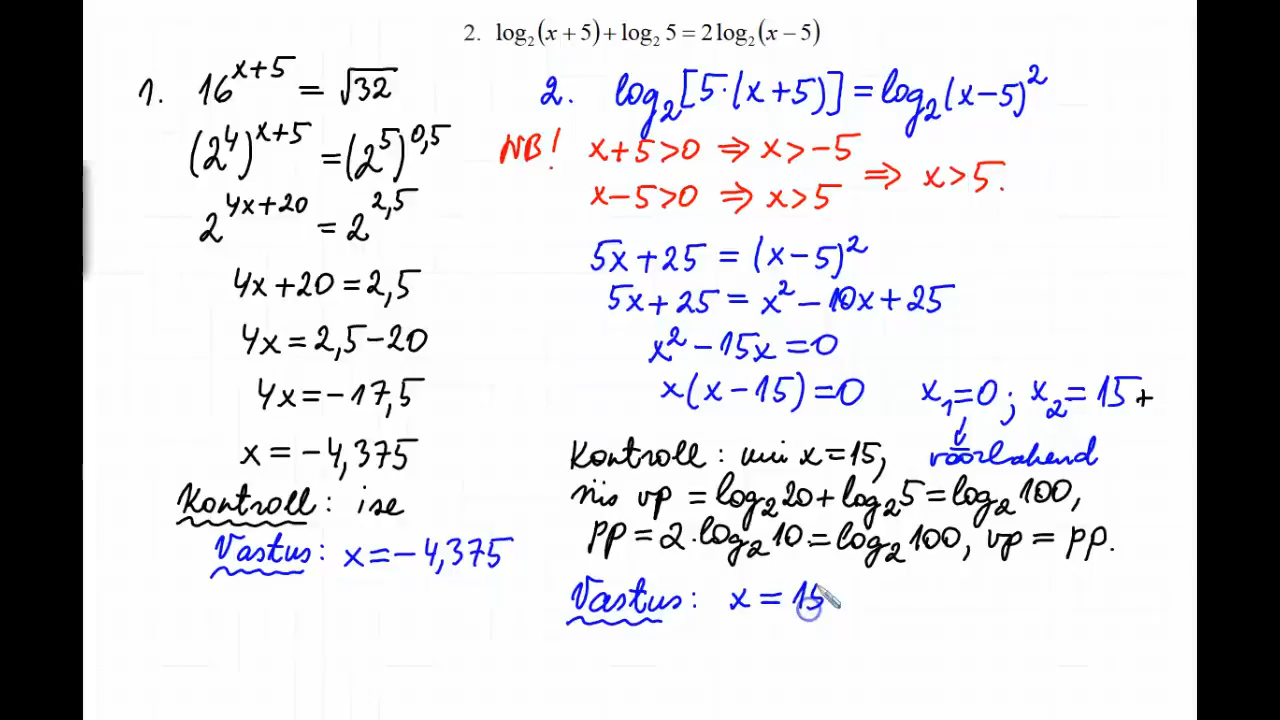 2. log₂(x + 5) + log₂ 5 = 2 log₂(x − 5)
1. 16^(x+5) = √32
(2⁴)^(x+5) = (2⁵)^(0,5)
2^(4x+20) = 2^(2,5)
4x+20 = 2,5
4x = 2,5−20
4x = −17,5
x = −4,375
Kontroll: ise
Vastus: x = −4,375
2. log₂[5·(x+5)] = log₂(x−5)²
NB! x+5>0 ⇒ x>−5
x−5>0 ⇒ x>5
⇒ x>5.
5x+25 = (x−5)²
5x+25 = x² − 10x+25
x² − 15x = 0
x(x−15) = 0 x₁=0; x₂=15+
↓
võõrlahend
Kontroll: kui x=15,
siis vp = log₂20 + log₂5 = log₂100,
pp = 2·log₂10 = log₂100, vp = pp.
Vastus: x = 15